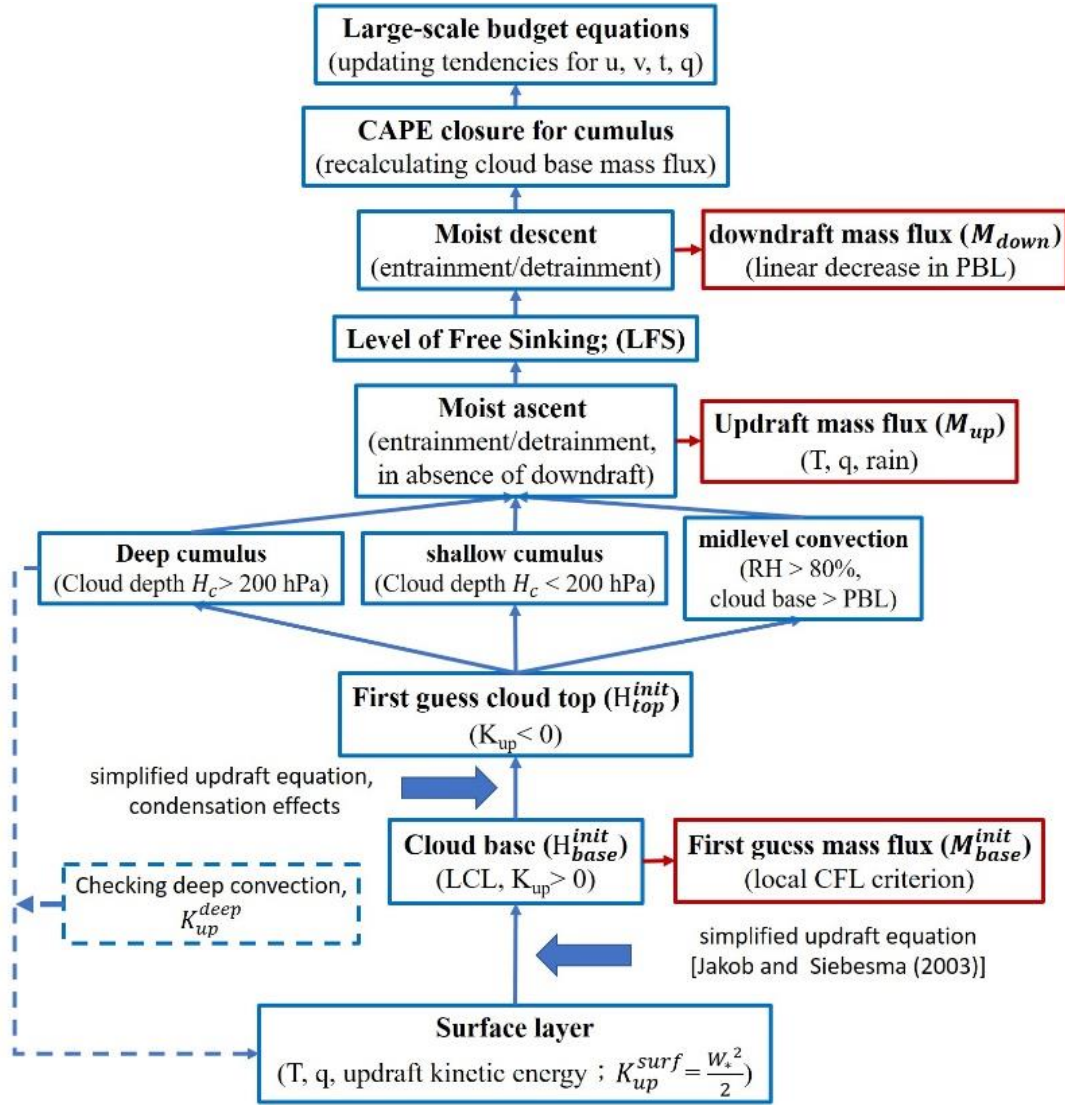 Large-scale budget equations
(updating tendencies for u, v, t, q)
CAPE closure for cumulus
(recalculating cloud base mass flux)
Moist descent
(entrainment/detrainment)
downdraft mass flux (M_down)
(linear decrease in PBL)
Level of Free Sinking; (LFS)
Moist ascent
(entrainment/detrainment,
in absence of downdraft)
Updraft mass flux (M_up)
(T, q, rain)
Deep cumulus
(Cloud depth H_c> 200 hPa)
shallow cumulus
(Cloud depth H_c < 200 hPa)
midlevel convection
(RH > 80%,
cloud base > PBL)
First guess cloud top (H_top^init)
(K_up< 0)
simplified updraft equation,
condensation effects
Cloud base (H_base^init)
(LCL, K_up> 0)
First guess mass flux (M_base^init)
(local CFL criterion)
Checking deep convection,
K_up^deep
simplified updraft equation
[Jakob and Siebesma (2003)]
Surface layer
(T, q, updraft kinetic energy ; K_up^surf = W_*^2/2)